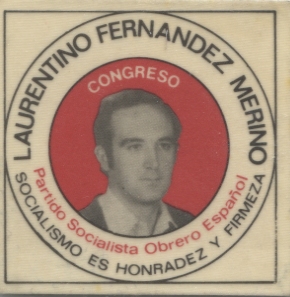 LAURENTINO FERNANDEZ MERINO
CONGRESO
Partido Socialista Obrero Español
SOCIALISMO ES HONRADEZ Y FIRMEZA